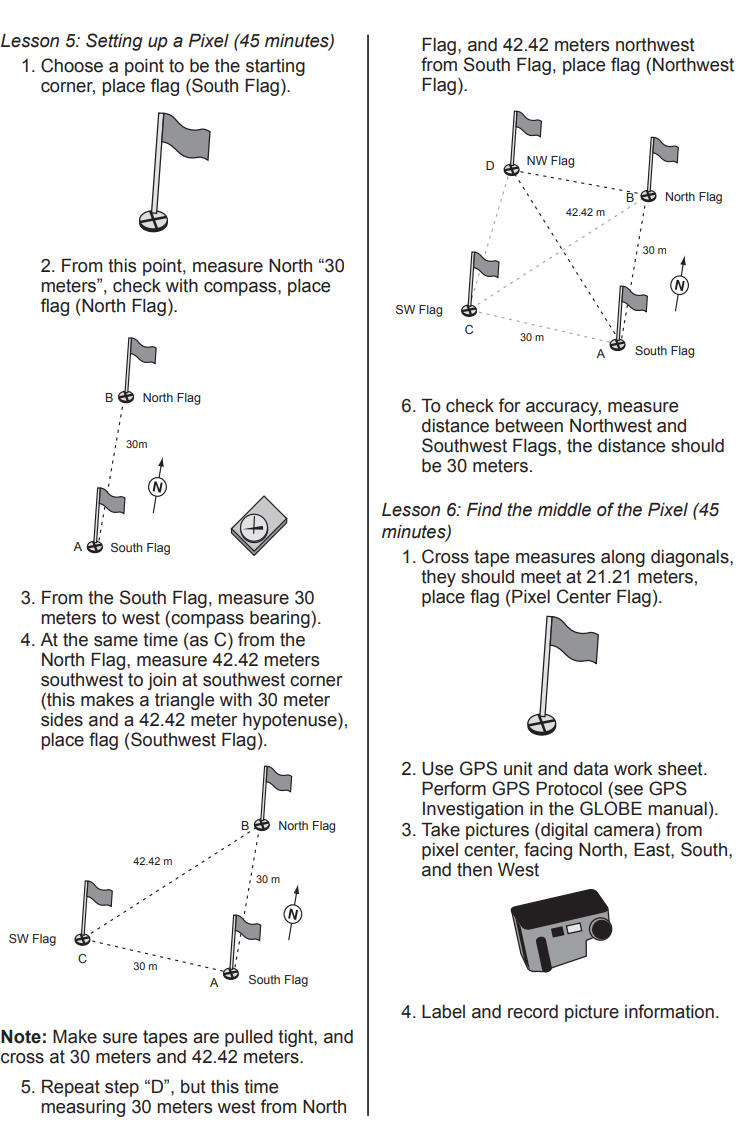 Lesson 5: Setting up a Pixel (45 minutes)
1. Choose a point to be the starting
corner, place flag (South Flag).
2. From this point, measure North “30
meters”, check with compass, place
flag (North Flag).
B
North Flag
30m
N
A
South Flag
3. From the South Flag, measure 30
meters to west (compass bearing).
4. At the same time (as C) from the
North Flag, measure 42.42 meters
southwest to join at southwest corner
(this makes a triangle with 30 meter
sides and a 42.42 meter hypotenuse),
place flag (Southwest Flag).
B
North Flag
42.42 m
30 m
N
SW Flag
C
30 m
A
South Flag
Note: Make sure tapes are pulled tight, and
cross at 30 meters and 42.42 meters.
5. Repeat step “D”, but this time
measuring 30 meters west from North
Flag, and 42.42 meters northwest
from South Flag, place flag (Northwest
Flag).
D
NW Flag
B
North Flag
42.42 m
30 m
N
SW Flag
C
30 m
A
South Flag
6. To check for accuracy, measure
distance between Northwest and
Southwest Flags, the distance should
be 30 meters.
Lesson 6: Find the middle of the Pixel (45
minutes)
1. Cross tape measures along diagonals,
they should meet at 21.21 meters,
place flag (Pixel Center Flag).
2. Use GPS unit and data work sheet.
Perform GPS Protocol (see GPS
Investigation in the GLOBE manual).
3. Take pictures (digital camera) from
pixel center, facing North, East, South,
and then West
4. Label and record picture information.